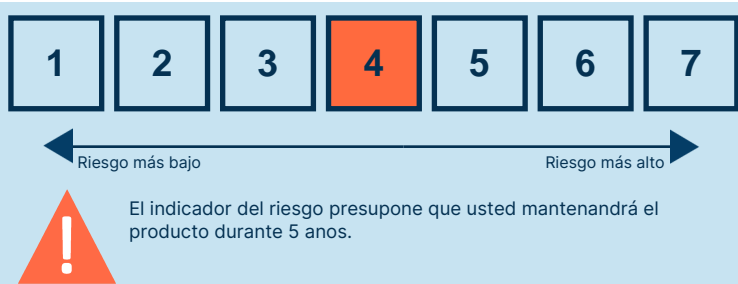 1 2 3 4 5 6 7
Riesgo más bajo Riesgo más alto
El indicador del riesgo presupone que usted mantenandrá el
producto durante 5 anos.